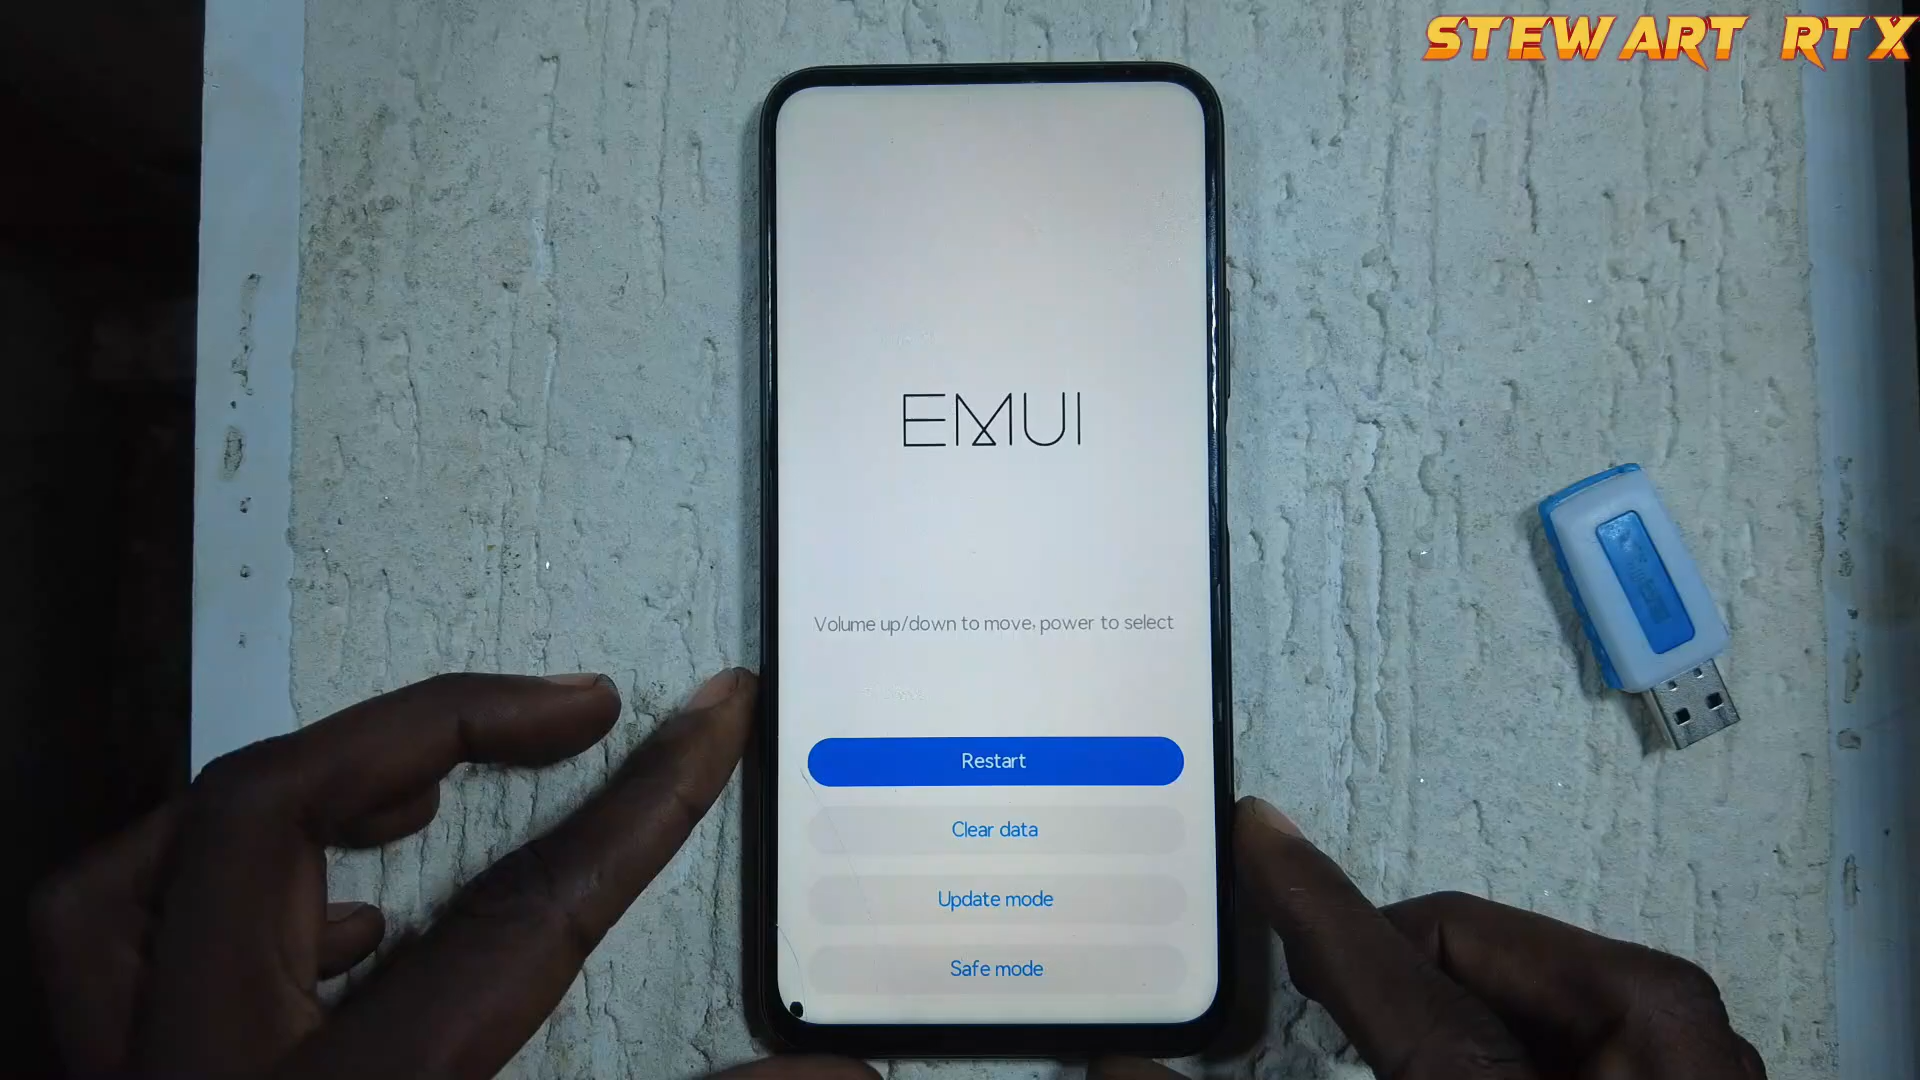 STEWART RTX
EMUI
Volume up/down to move, power to select
Restart
Clear data
Update mode
Safe mode